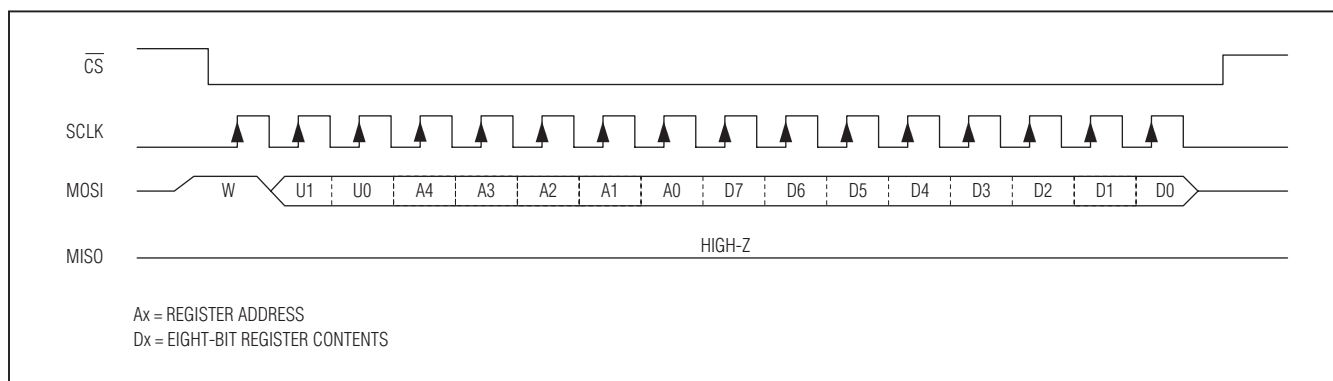 CS
SCLK
MOSI W U1 U0 A4 A3 A2 A1 A0 D7 D6 D5 D4 D3 D2 D1 D0
MISO HIGH-Z
Ax = REGISTER ADDRESS
Dx = EIGHT-BIT REGISTER CONTENTS